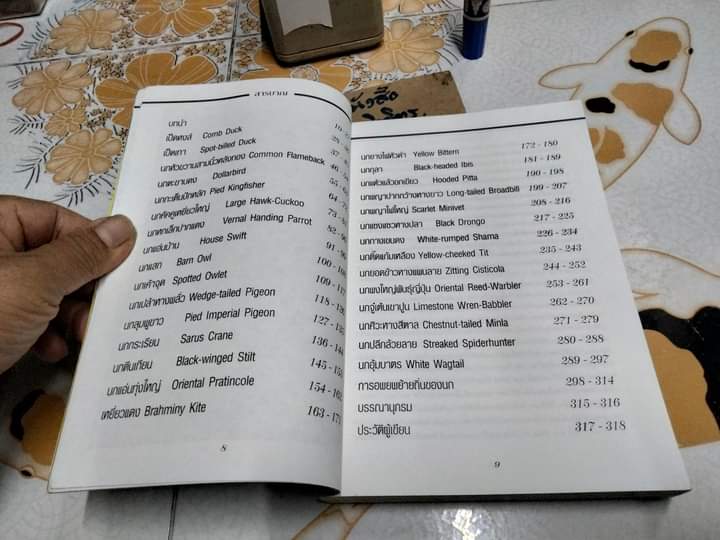 สารบาญ
บทนำ 10-
เป็ดหงส์ Comb Duck
เป็ดเทา Spot-billed Duck
นกหัวขวานสามนิ้วหลังทอง Common Flameback 46-
นกตะขาบดง Dollarbird 55-
นกกะเต็นปักหลัก Pied Kingfisher 64-
นกคัคคูเหยี่ยวใหญ่ Large Hawk-Cuckoo 73-
นกหกเล็กปากแดง Vernal Handing Parrot 82-
นกแอ่นบ้าน House Swift 91-
นกแสก Barn Owl 100-
นกเค้าจุด Spotted Owlet 109-
นกเปล้าหางพลั่ว Wedge-tailed Pigeon 118-
นกลุมพูขาว Pied Imperial Pigeon 127-
นกกระเรียน Sarus Crane 136-
นกตีนเทียน Black-winged Stilt 145-
นกแอ่นทุ่งใหญ่ Oriental Pratincole 154-
เหยี่ยวแดง Brahminy Kite 163-
8
นกยางไฟหัวดำ Yellow Bittern 172-180
นกกุลา Black-headed Ibis 181-189
นกแต้วแล้วอกเขียว Hooded Pitta 190-198
นกพญาปากกว้างหางยาว Long-tailed Broadbill 199-207
นกพญาไฟใหญ่ Scarlet Minivet 208-216
นกแซงแซวหางปลา Black Drongo 217-225
นกกางเขนดง White-rumped Shama 226-234
นกติ๊ดแก้มเหลือง Yellow-cheeked Tit 235-243
นกยอดข้าวหางแพนลาย Zitting Cisticola 244-252
นกพงใหญ่พันธุ์ญี่ปุ่น Oriental Reed-Warbler 253-261
นกจู๋เต้นเขาปูน Limestone Wren-Babbler 262-270
นกศิวะหางสีตาล Chestnut-tailed Minla 271-279
นกปลีกล้วยลาย Streaked Spiderhunter 280-288
นกอุ้มบาตร White Wagtail 289-297
การอพยพย้ายถิ่นของนก 298-314
บรรณานุกรม 315-316
ประวัติผู้เขียน 317-318
9